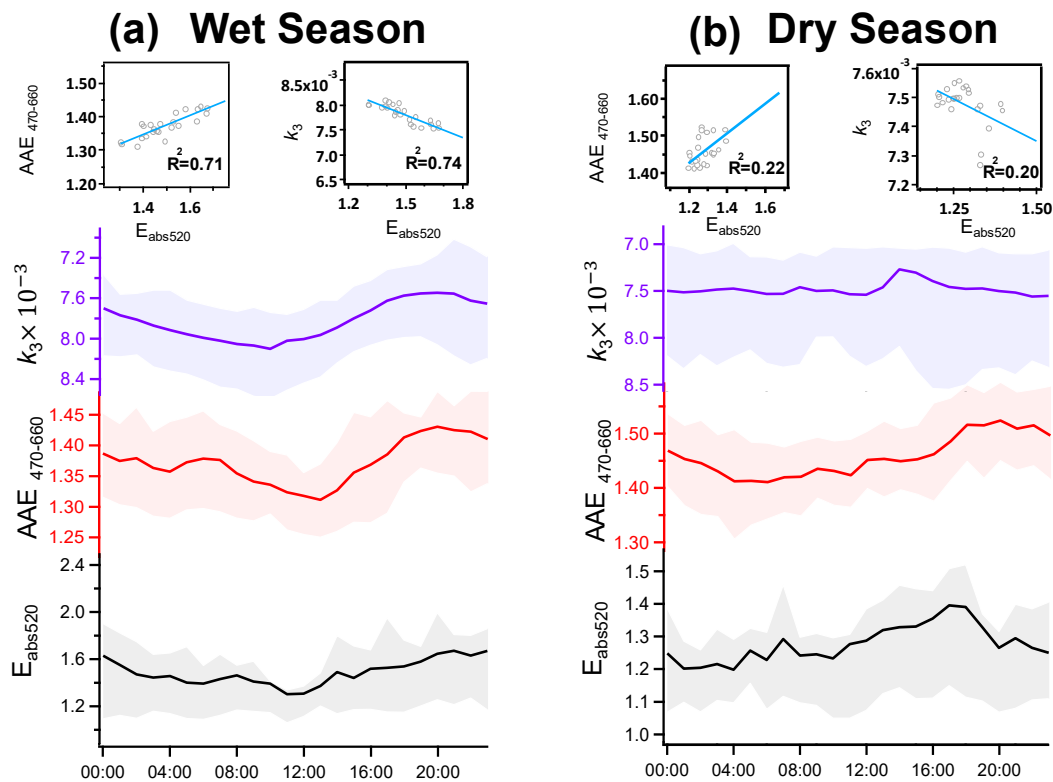 (a) Wet Season
1.50
1.40
1.30
1.20
AAE 470-660
R²=0.71
1.4 1.6
E abs520
8.5x10⁻³
8.0
7.5
7.0
6.5
k₃
R²=0.74
1.2 1.5 1.8
E abs520
7.2
7.6
8.0
8.4
k₃× 10⁻³
1.45
1.40
1.35
1.30
1.25
AAE 470-660
2.4
2.0
1.6
1.2
E abs520
00:00 04:00 08:00 12:00 16:00 20:00
(b) Dry Season
1.60
1.50
1.40
AAE 470-660
R²=0.22
1.2 1.4 1.6
E abs520
7.6x10⁻³
7.5
7.4
7.3
7.2
k₃
R²=0.20
1.25 1.50
E abs520
7.0
7.5
8.0
8.5
k₃× 10⁻³
1.50
1.40
1.30
AAE 470-660
1.5
1.4
1.3
1.2
1.1
1.0
E abs520
00:00 04:00 08:00 12:00 16:00 20:00